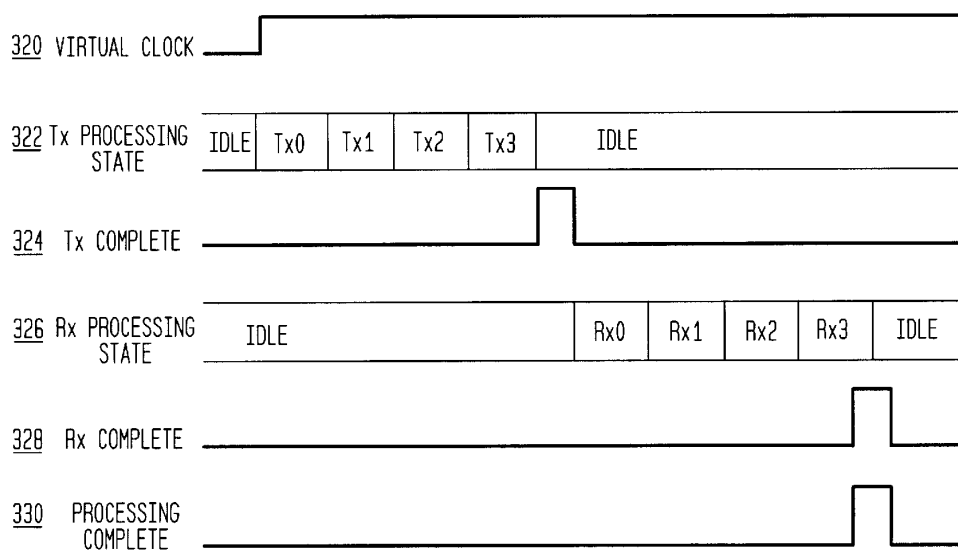 320 VIRTUAL CLOCK
322 Tx PROCESSING STATE IDLE Tx0 Tx1 Tx2 Tx3 IDLE
324 Tx COMPLETE
326 Rx PROCESSING STATE IDLE Rx0 Rx1 Rx2 Rx3 IDLE
328 Rx COMPLETE
330 PROCESSING COMPLETE